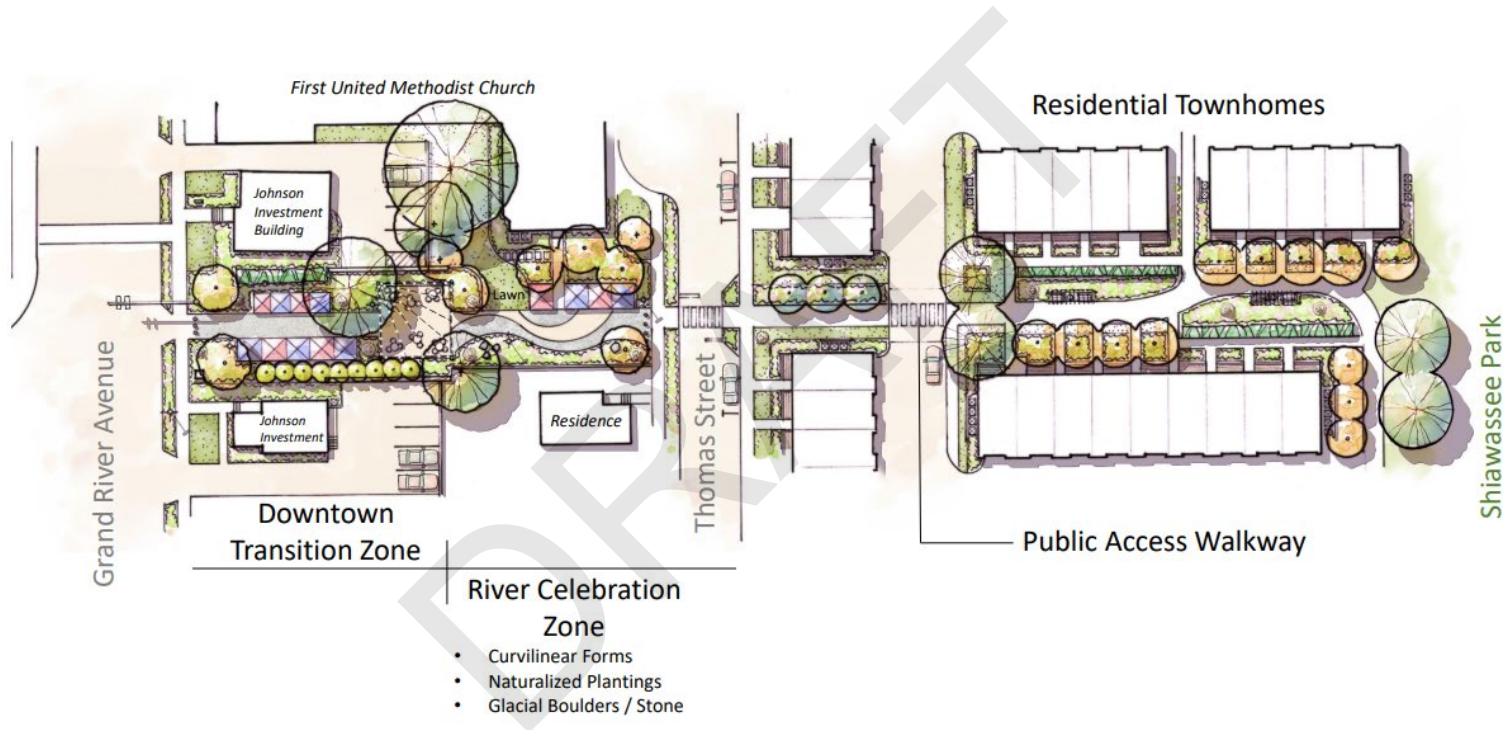 First United Methodist Church
Residential Townhomes
Johnson
Investment
Building
Lawn
Johnson
Investment
Residence
Grand River Avenue
Thomas Street
Shiawassee Park
Downtown
Transition Zone
Public Access Walkway
River Celebration
Zone
• Curvilinear Forms
• Naturalized Plantings
• Glacial Boulders / Stone
DRAFT